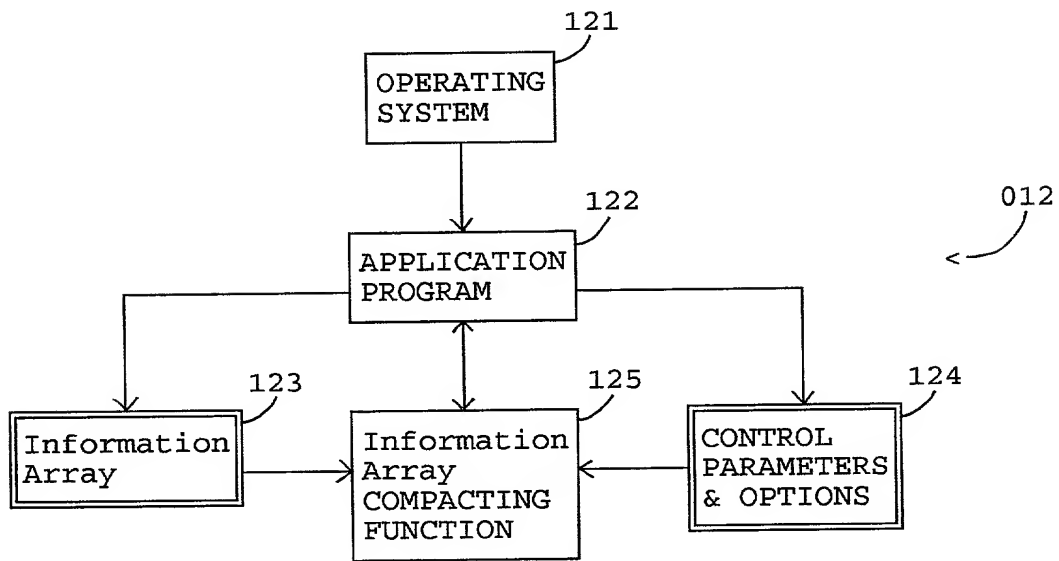 121
OPERATING
SYSTEM
122
012
APPLICATION
PROGRAM
123
125
124
Information
Array
Information
Array
COMPACTING
FUNCTION
CONTROL
PARAMETERS
& OPTIONS